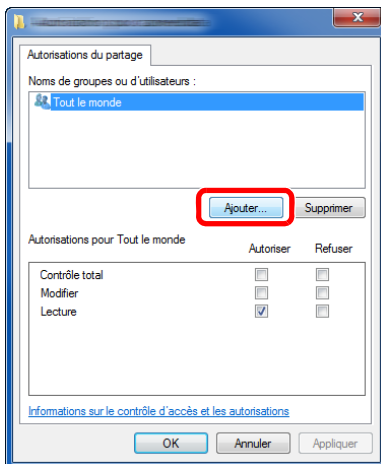 Autorisations du partage
Noms de groupes ou d'utilisateurs :
Tout le monde
Ajouter... Supprimer
Autorisations pour Tout le monde Autoriser Refuser
Contrôle total
Modifier
Lecture
Informations sur le contrôle d'accès et les autorisations
OK Annuler Appliquer